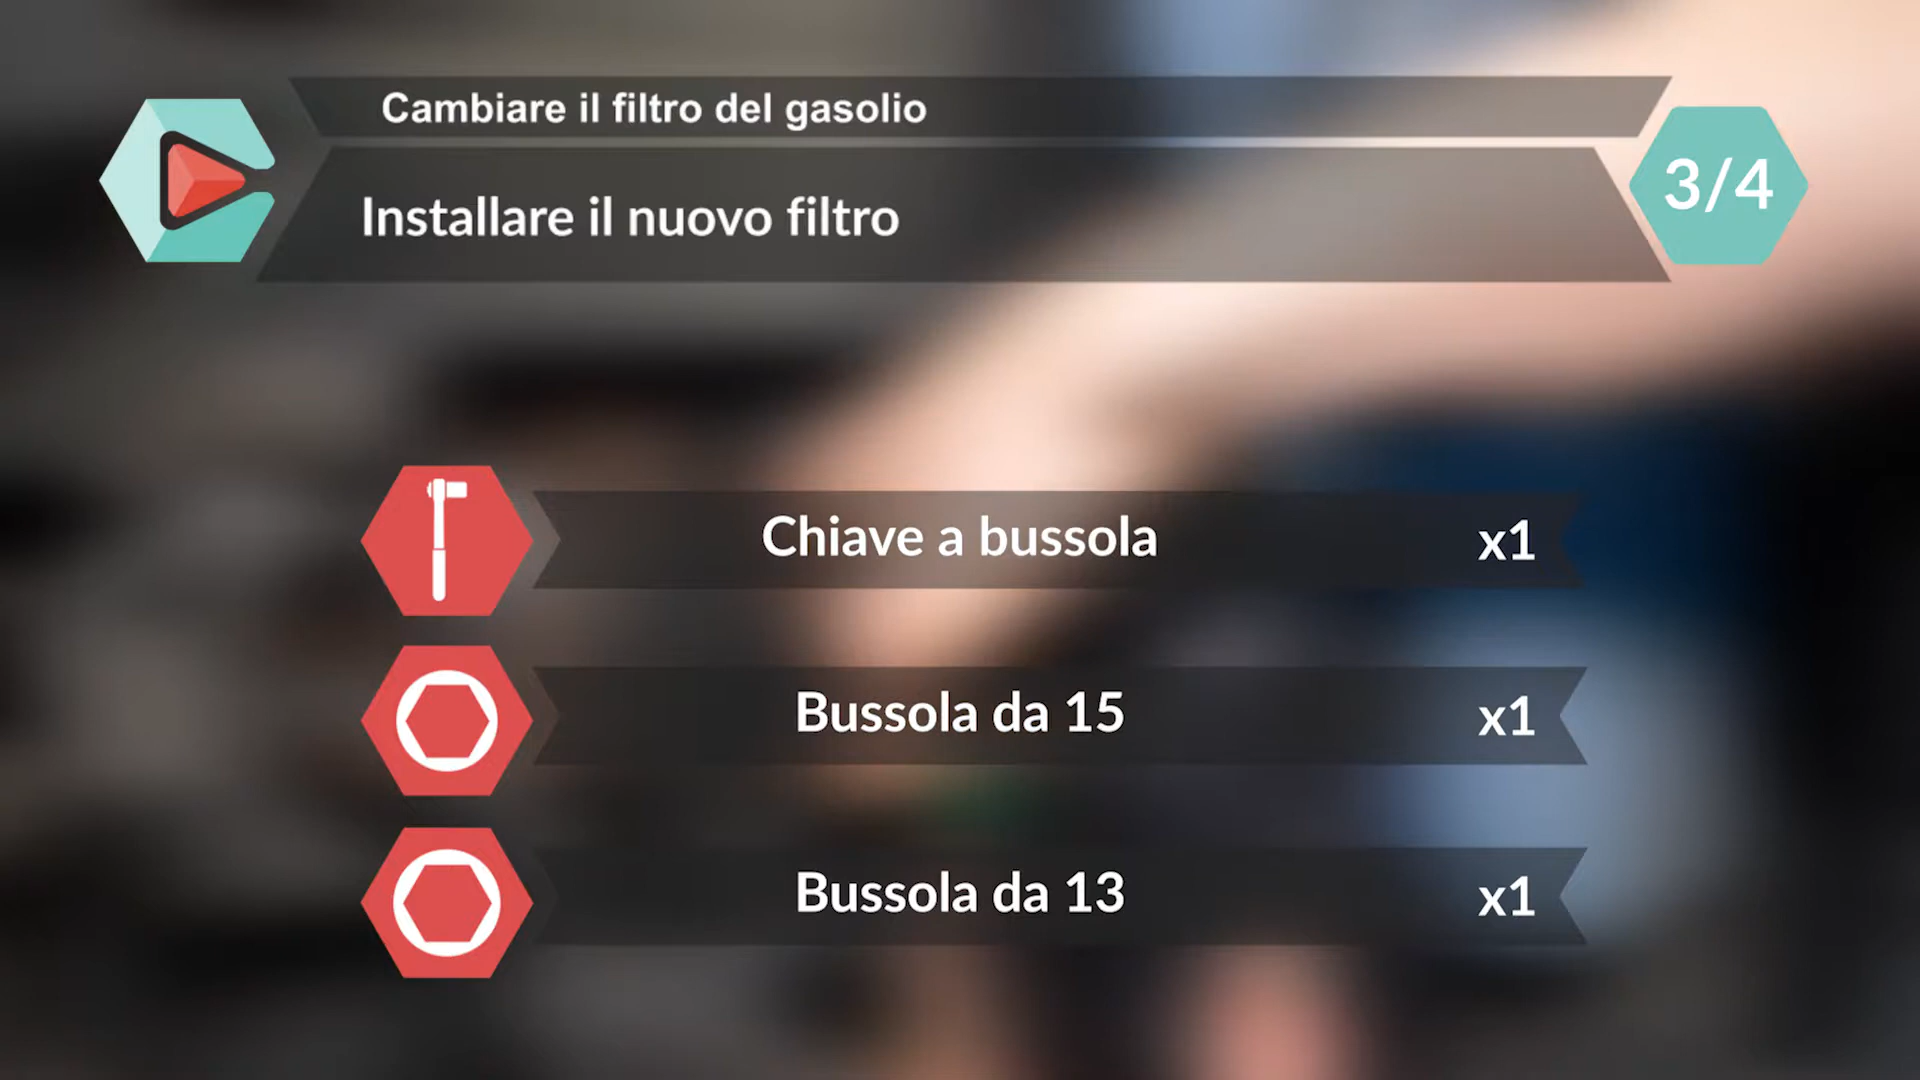 Cambiare il filtro del gasolio
Installare il nuovo filtro
3/4
Chiave a bussola x1
Bussola da 15 x1
Bussola da 13 x1